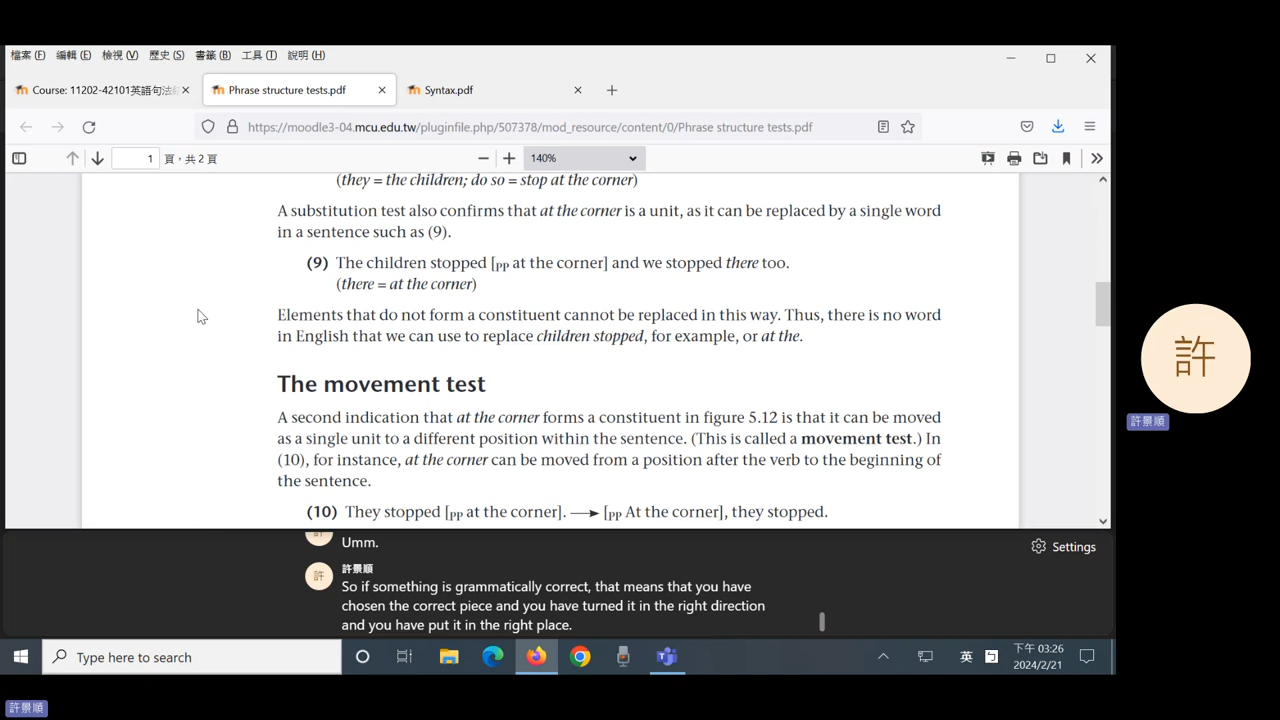 檔案 (F) 編輯 (E) 檢視 (V) 歷史 (S) 書籤 (B) 工具 (T) 說明 (H)
Course: 11202-42101英語句法 Phrase structure tests.pdf Syntax.pdf
https://moodle3-04.mcu.edu.tw/pluginfile.php/507378/mod_resource/content/0/Phrase structure tests.pdf
1 頁，共 2 頁 140%
(they = the children; do so = stop at the corner)
A substitution test also confirms that at the corner is a unit, as it can be replaced by a single word
in a sentence such as (9).
(9) The children stopped [PP at the corner] and we stopped there too.
(there = at the corner)
Elements that do not form a constituent cannot be replaced in this way. Thus, there is no word
in English that we can use to replace children stopped, for example, or at the.
The movement test
A second indication that at the corner forms a constituent in figure 5.12 is that it can be moved
as a single unit to a different position within the sentence. (This is called a movement test.) In
(10), for instance, at the corner can be moved from a position after the verb to the beginning of
the sentence.
(10) They stopped [PP at the corner]. → [PP At the corner], they stopped.
許
許景順
許
Umm.
Settings
許景順
許
So if something is grammatically correct, that means that you have
chosen the correct piece and you have turned it in the right direction
and you have put it in the right place.
Type here to search
英
下午 03:26
2024/2/21
許景順